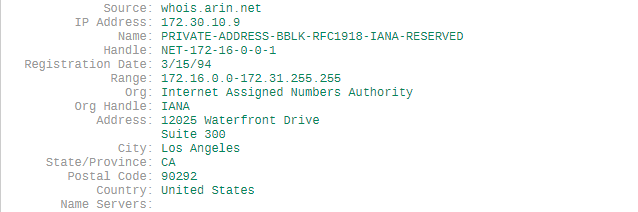 Source: whois.arin.net
IP Address: 172.30.10.9
Name: PRIVATE-ADDRESS-BBLK-RFC1918-IANA-RESERVED
Handle: NET-172-16-0-0-1
Registration Date: 3/15/94
Range: 172.16.0.0-172.31.255.255
Org: Internet Assigned Numbers Authority
Org Handle: IANA
Address: 12025 Waterfront Drive
Suite 300
City: Los Angeles
State/Province: CA
Postal Code: 90292
Country: United States
Name Servers: